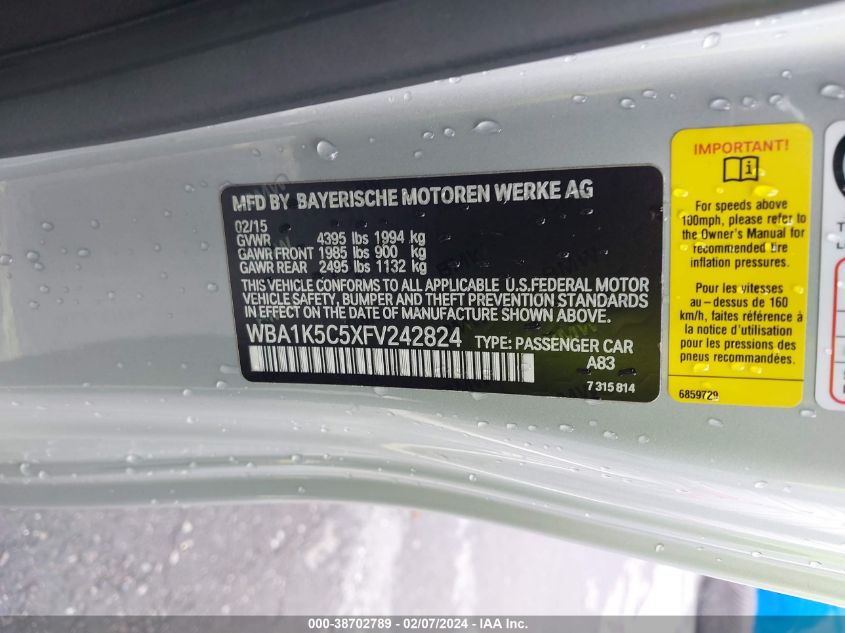 MFD BY BAYERISCHE MOTOREN WERKE AG
02/15
GVWR 4395 lbs 1994 kg
GAWR FRONT 1985 lbs 900 kg
GAWR REAR 2495 lbs 1132 kg
THIS VEHICLE CONFORMS TO ALL APPLICABLE U.S.FEDERAL MOTOR
VEHICLE SAFETY, BUMPER AND THEFT PREVENTION STANDARDS
IN EFFECT ON THE DATE OF MANUFACTURE SHOWN ABOVE.
WBA1K5C5XFV242824 TYPE: PASSENGER CAR
A83
7 315 814
IMPORTANT!
For speeds above
100mph, please refer to
the Owner's Manual for
recommended tire
inflation pressures.
Pour les vitesses
au – dessus de 160
km/h, faites référence à
livre du conducteur
pour les pressions des
pneus recommandées
6859729
000-38702789 - 02/07/2024 - IAA Inc.